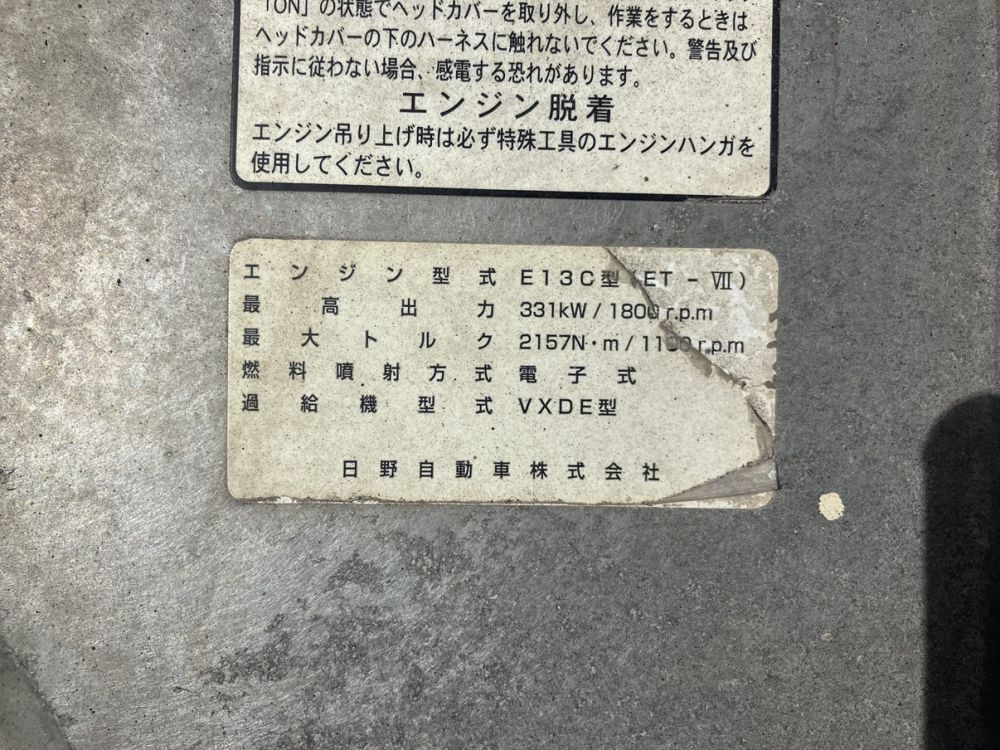 「ON」の状態でヘッドカバーを取り外し、作業をするときは
ヘッドカバーの下のハーネスに触れないでください。警告及び
指示に従わない場合、感電する恐れがあります。
エンジン脱着
エンジン吊り上げ時は必ず特殊工具のエンジンハンガを
使用してください。
エンジン型式 E13C型(ET-Ⅶ)
最高出力 331kW/1800r.p.m
最大トルク 2157N・m/1100r.p.m
燃料噴射方式 電子式
過給機型式 VXDE型
日野自動車株式会社